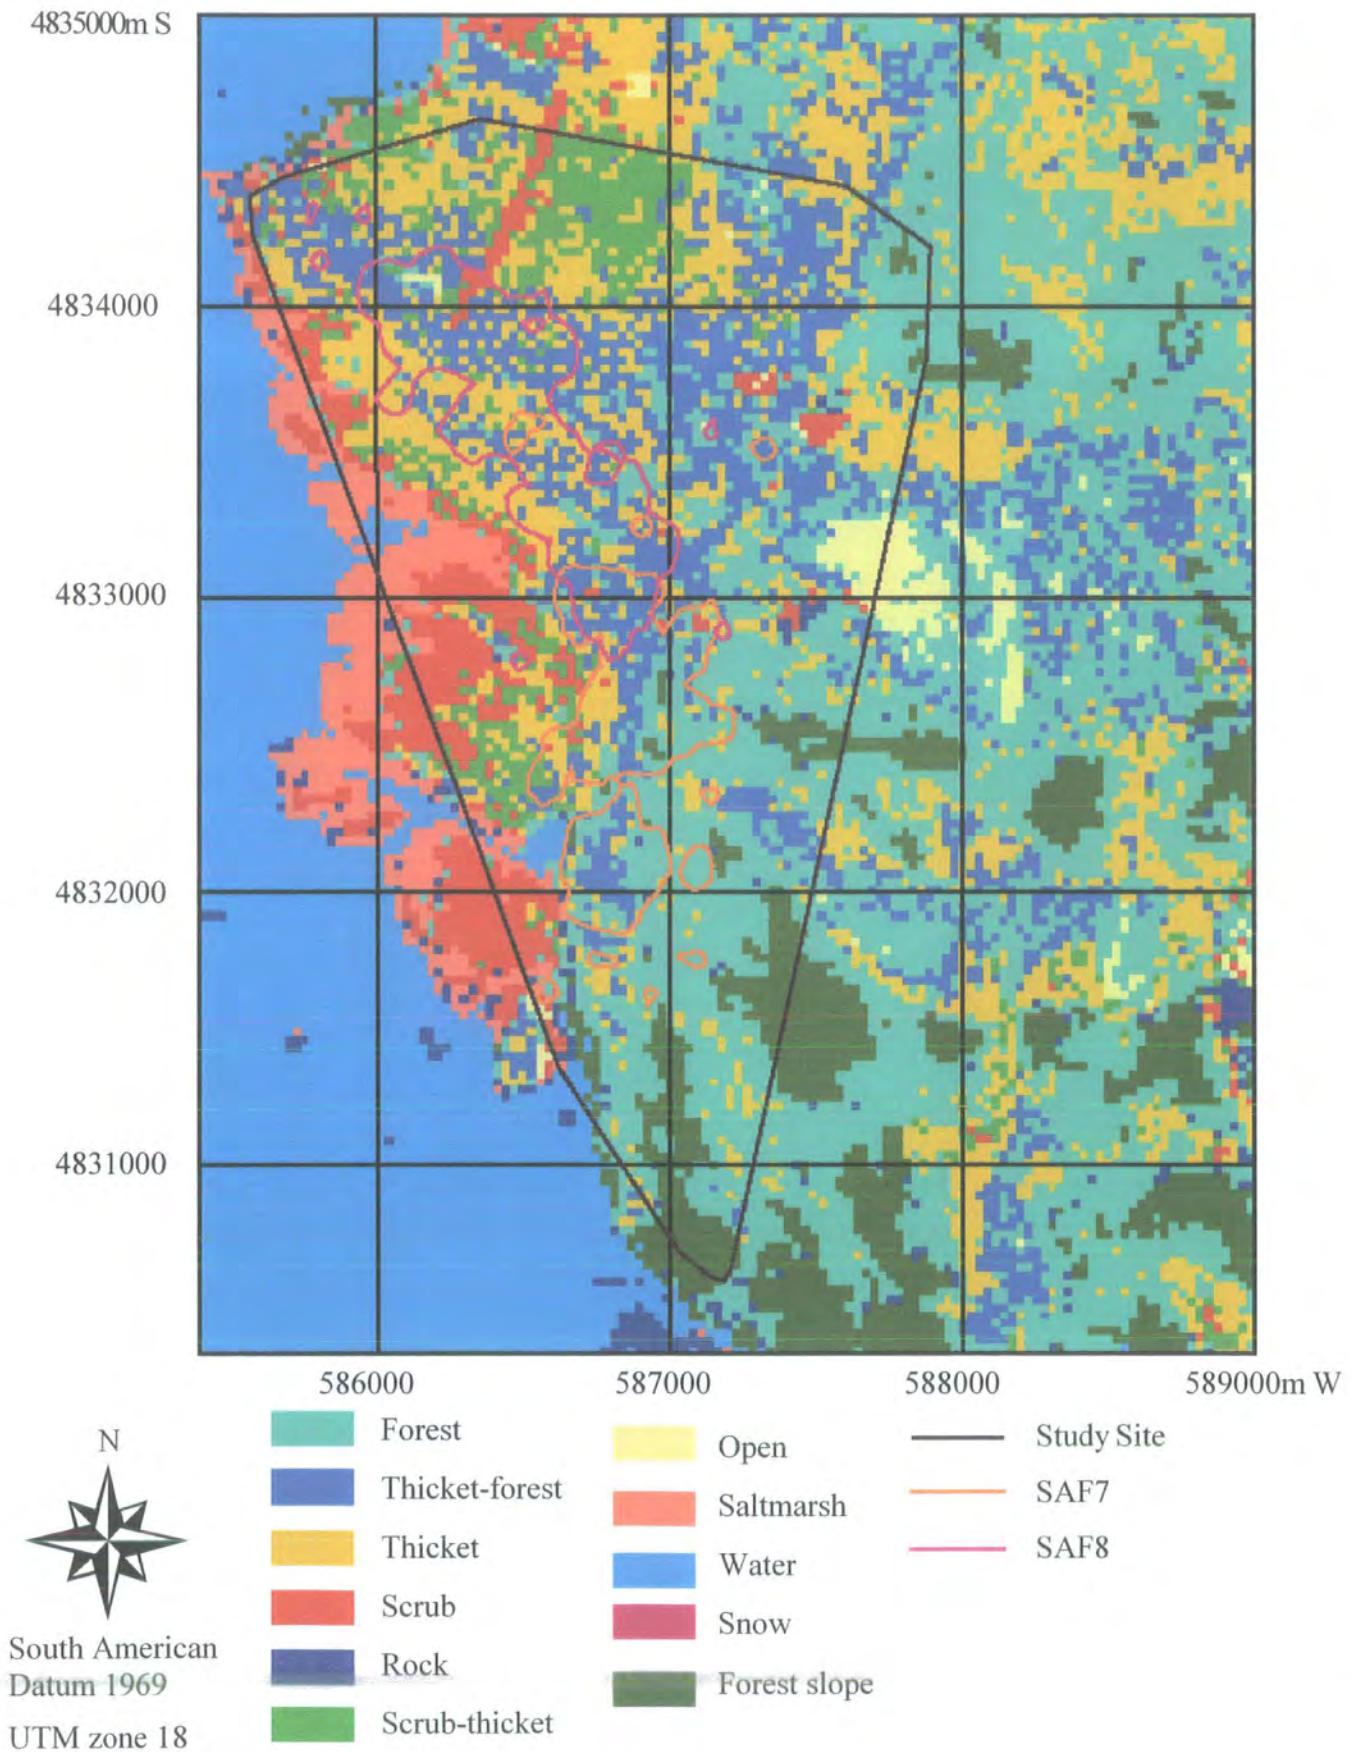 4835000m S
4834000
4833000
4832000
4831000
586000 587000 588000 589000m W
N
South American
Datum 1969
UTM zone 18
Forest
Thicket-forest
Thicket
Scrub
Rock
Scrub-thicket
Open
Saltmarsh
Water
Snow
Forest slope
Study Site
SAF7
SAF8